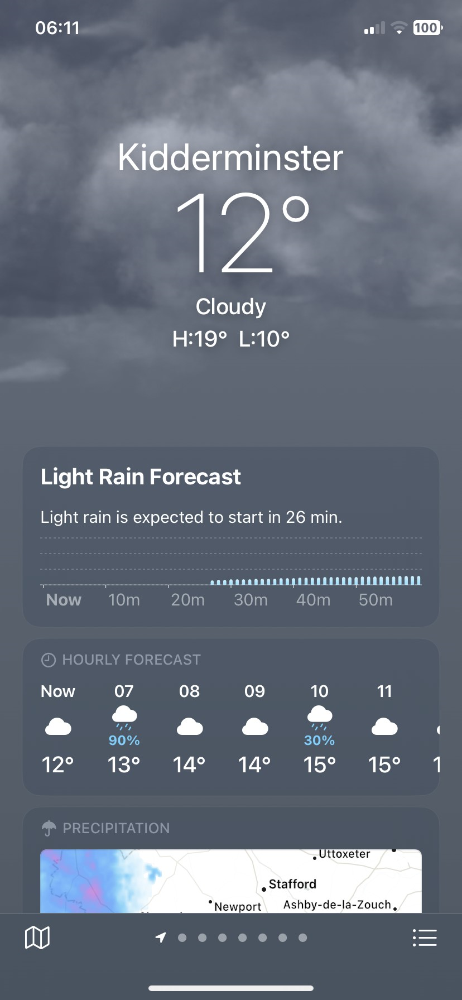 06:11
100
Kidderminster
12°
Cloudy
H:19° L:10°
Light Rain Forecast
Light rain is expected to start in 26 min.
Now 10m 20m 30m 40m 50m
HOURLY FORECAST
Now 07 08 09 10 11
90% 30%
12° 13° 14° 14° 15° 15° 1
PRECIPITATION
Uttoxeter
Stafford
Newport Ashby-de-la-Zouch